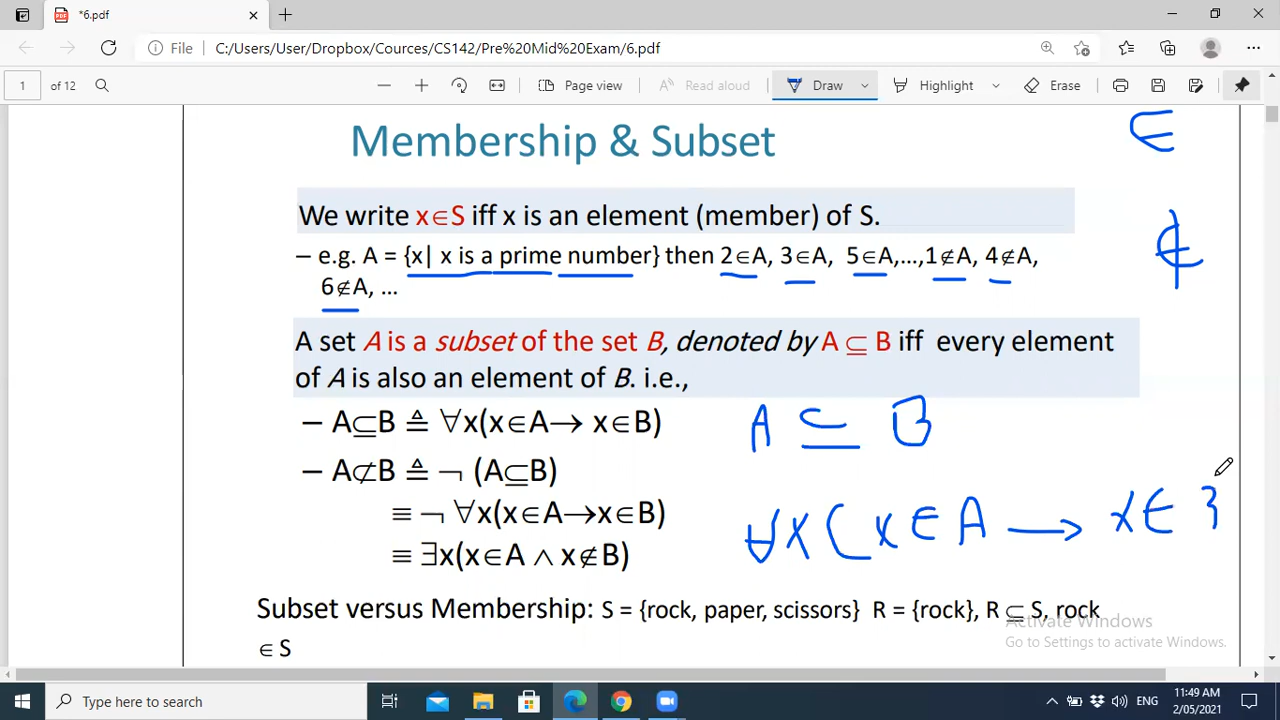 *6.pdf
File C:/Users/User/Dropbox/Cources/CS142/Pre%20Mid%20Exam/6.pdf
1 of 12 Page view Read aloud Draw Highlight Erase
Membership & Subset
∈
We write x∈S iff x is an element (member) of S.
– e.g. A = {x| x is a prime number} then 2∈A, 3∈A, 5∈A,…,1∉A, 4∉A,
∉
6∉A, …
A set A is a subset of the set B, denoted by A ⊆ B iff every element
of A is also an element of B. i.e.,
– A⊆B ≜ ∀x(x∈A→ x∈B)
A ⊆ B
– A⊄B ≜ ¬ (A⊆B)
≡ ¬ ∀x(x∈A→x∈B)
∀x(x∈A → x∈
≡ ∃x(x∈A ∧ x∉B)
Subset versus Membership: S = {rock, paper, scissors} R = {rock}, R ⊆ S, rock
∈ S
Activate Windows
Go to Settings to activate Windows.
Type here to search
ENG
11:49 AM
2/05/2021